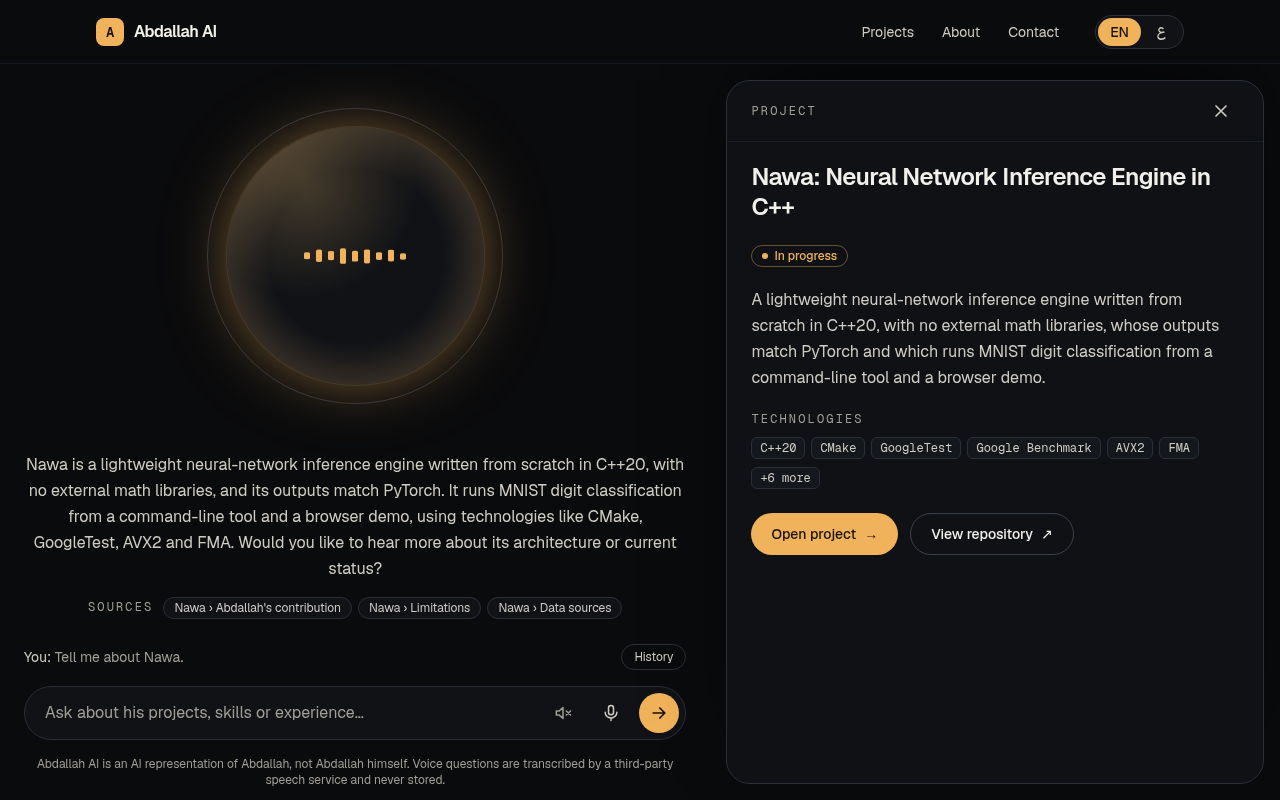 A Abdallah AI
Projects About Contact EN ع
Nawa is a lightweight neural-network inference engine written from scratch in C++20, with
no external math libraries, and its outputs match PyTorch. It runs MNIST digit classification
from a command-line tool and a browser demo, using technologies like CMake,
GoogleTest, AVX2 and FMA. Would you like to hear more about its architecture or current
status?
SOURCES Nawa › Abdallah's contribution Nawa › Limitations Nawa › Data sources
You: Tell me about Nawa. History
Ask about his projects, skills or experience…
Abdallah AI is an AI representation of Abdallah, not Abdallah himself. Voice questions are transcribed by a third-party
speech service and never stored.
PROJECT
Nawa: Neural Network Inference Engine in
C++
In progress
A lightweight neural-network inference engine written from
scratch in C++20, with no external math libraries, whose outputs
match PyTorch and which runs MNIST digit classification from a
command-line tool and a browser demo.
TECHNOLOGIES
C++20 CMake GoogleTest Google Benchmark AVX2 FMA
+6 more
Open project → View repository ↗